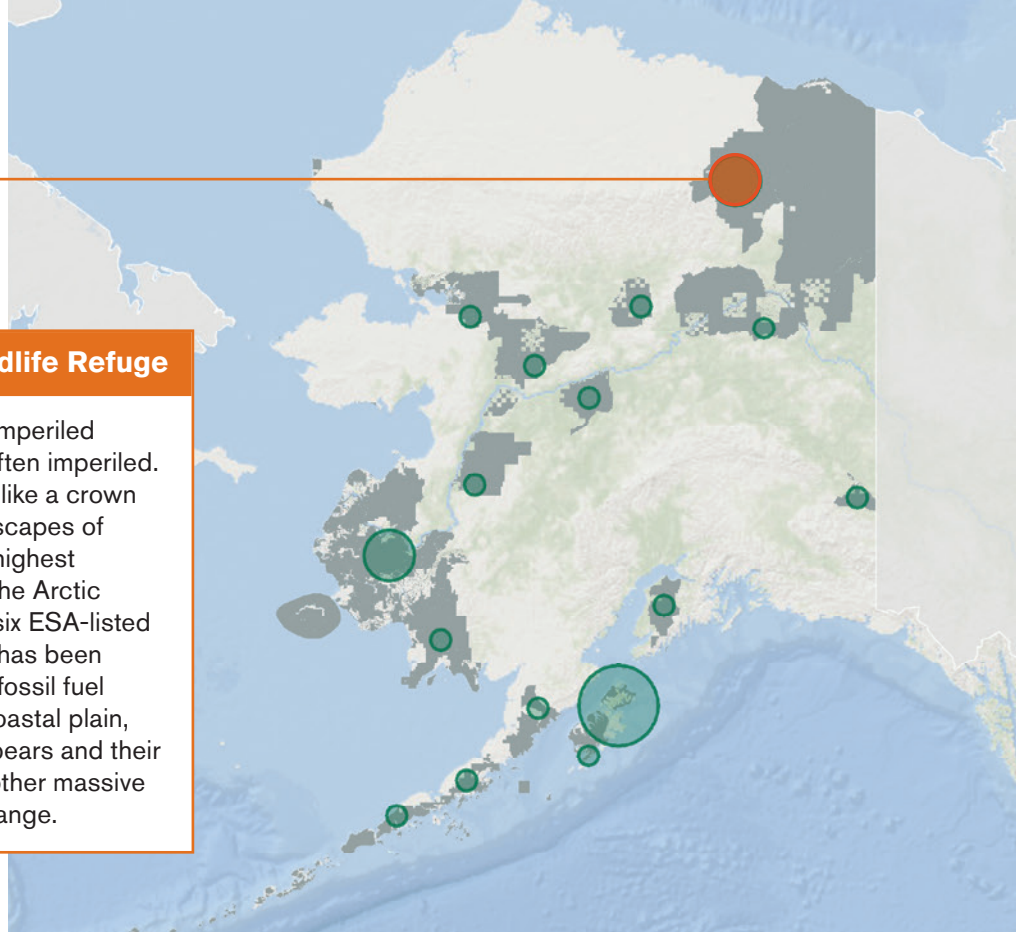 dlife Refuge
mperiled
ften imperiled.
like a crown
scapes of
highest
he Arctic
six ESA-listed
has been
fossil fuel
oastal plain,
bears and their
other massive
ange.